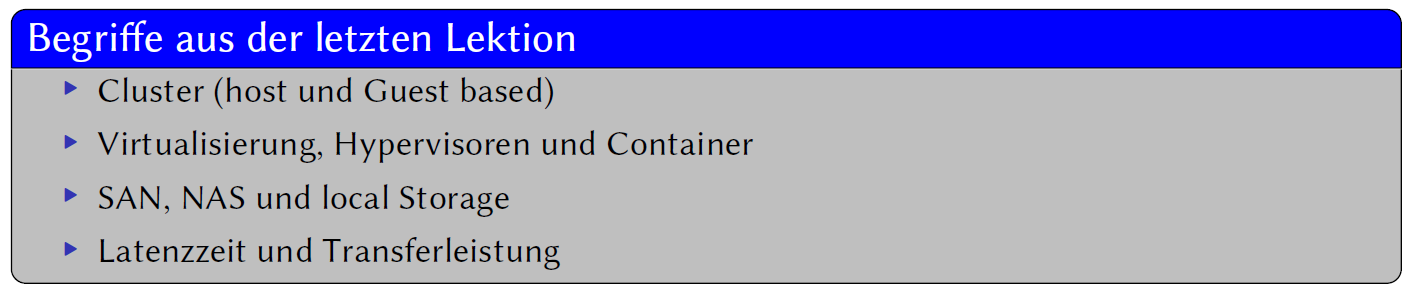 Begriffe aus der letzten Lektion
Cluster (host und Guest based)
Virtualisierung, Hypervisoren und Container
SAN, NAS und local Storage
Latenzzeit und Transferleistung